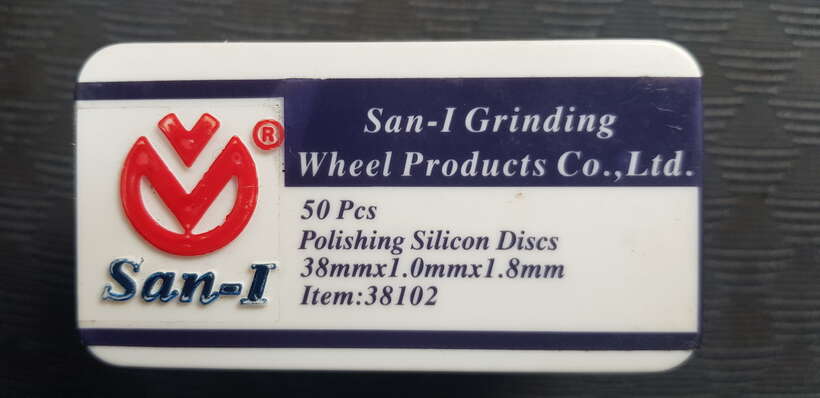 San-I Grinding
Wheel Products Co.,Ltd.
®
San-I
50 Pcs
Polishing Silicon Discs
38mmx1.0mmx1.8mm
Item:38102